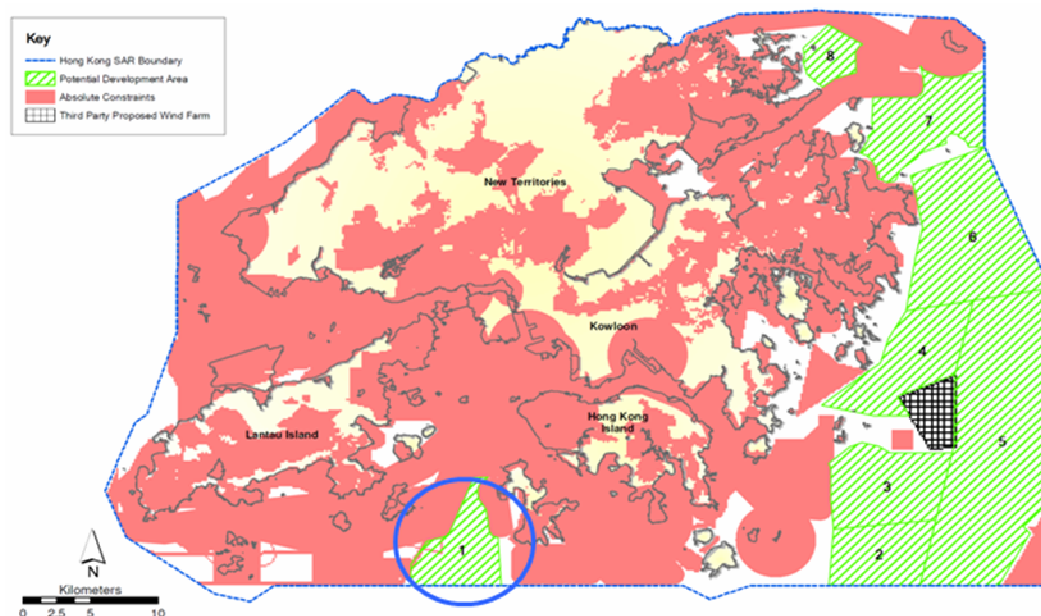 Key
Hong Kong SAR Boundary
Potential Development Area
Absolute Constraints
Third Party Proposed Wind Farm
8
7
New Territories
6
Kowloon
4
Hong Kong
Island
Lantau Island
5
3
1
2
N
Kilometers
0 2.5 5 10